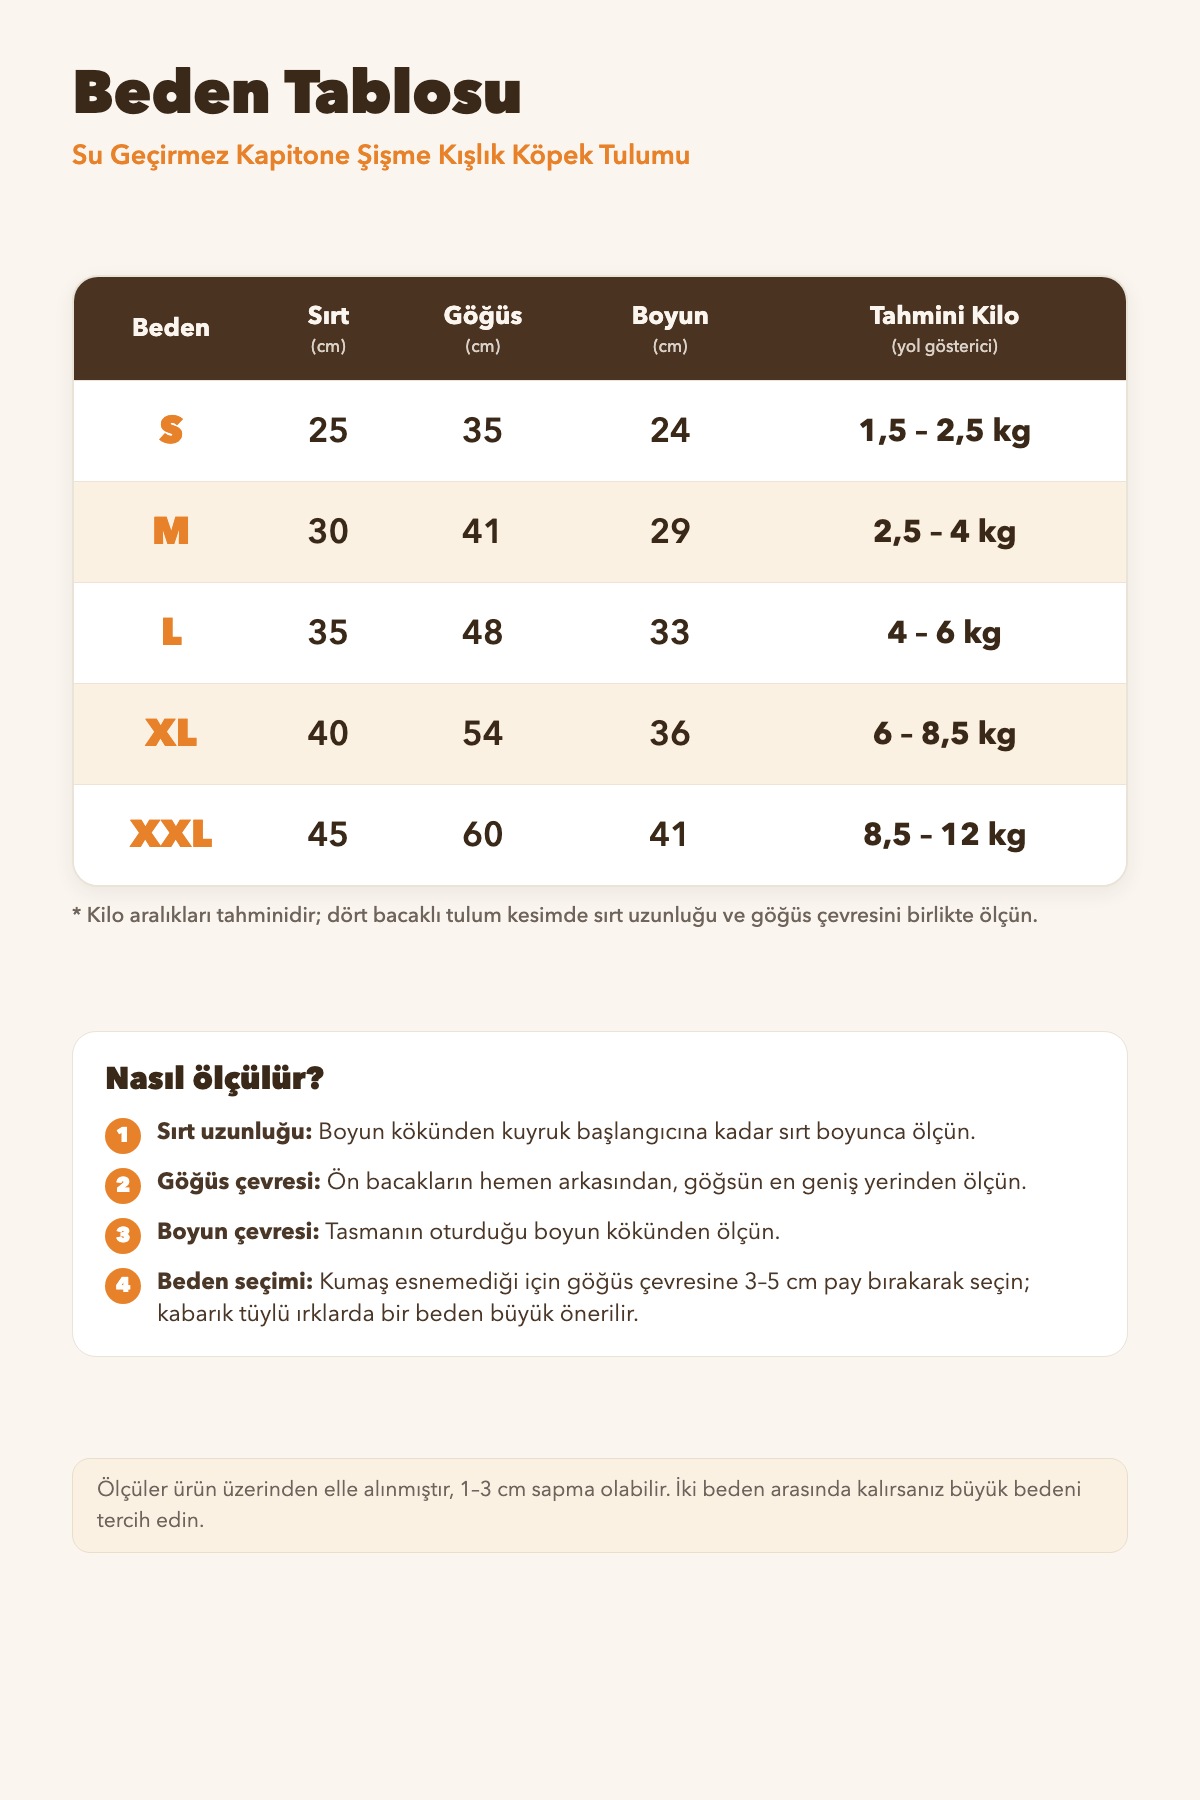 Beden Tablosu
Su Geçirmez Kapitone Şişme Kışlık Köpek Tulumu
Beden Sırt (cm) Göğüs (cm) Boyun (cm) Tahmini Kilo (yol gösterici)
S 25 35 24 1,5 – 2,5 kg
M 30 41 29 2,5 – 4 kg
L 35 48 33 4 – 6 kg
XL 40 54 36 6 – 8,5 kg
XXL 45 60 41 8,5 – 12 kg
* Kilo aralıkları tahminidir; dört bacaklı tulum kesimde sırt uzunluğu ve göğüs çevresini birlikte ölçün.
Nasıl ölçülür?
1 Sırt uzunluğu: Boyun kökünden kuyruk başlangıcına kadar sırt boyunca ölçün.
2 Göğüs çevresi: Ön bacakların hemen arkasından, göğsün en geniş yerinden ölçün.
3 Boyun çevresi: Tasmanın oturduğu boyun kökünden ölçün.
4 Beden seçimi: Kumaş esnemediği için göğüs çevresine 3–5 cm pay bırakarak seçin;
kabarık tüylü ırklarda bir beden büyük önerilir.
Ölçüler ürün üzerinden elle alınmıştır, 1–3 cm sapma olabilir. İki beden arasında kalırsanız büyük bedeni
tercih edin.